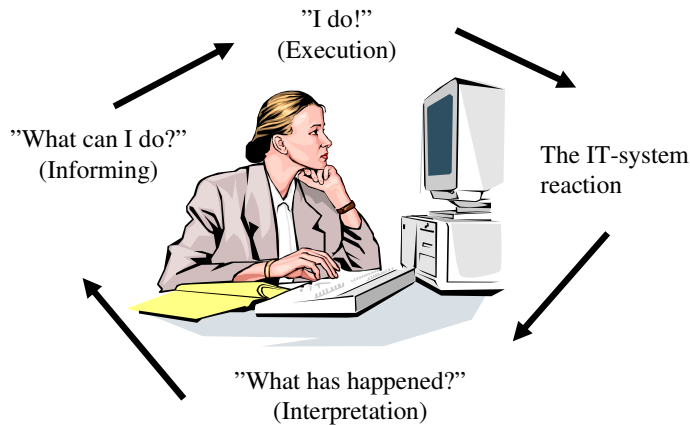 ”I do!”
(Execution)
”What can I do?”
(Informing)
The IT-system
reaction
”What has happened?”
(Interpretation)